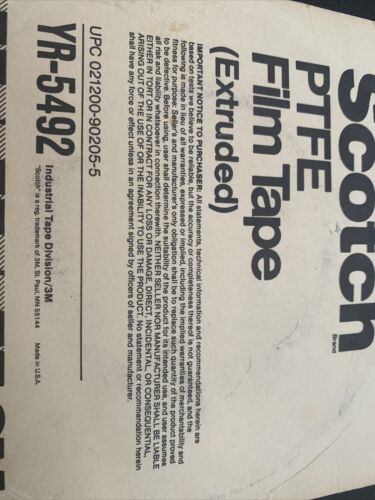 Scotch
Brand
PTFE
Film Tape
(Extruded)
IMPORTANT NOTICE TO PURCHASER: All statements, technical information and recommendations herein are
based on tests we believe to be reliable, but the accuracy or completeness thereof is not guaranteed, and the
following is made in lieu of all warranties, expressed or implied, including the implied warranties of merchantability and
fitness for purpose: Seller's and manufacturer's only obligation shall be to replace such quantity of the product proved
to be defective. Before using, user shall determine the suitability of the product for its intended use, and user assumes
all risk and liability whatsoever in connection therewith. NEITHER SELLER NOR MANUFACTURER SHALL BE LIABLE
EITHER IN TORT OR IN CONTRACT FOR ANY LOSS OR DAMAGE, DIRECT, INCIDENTAL, OR CONSEQUENTIAL,
ARISING OUT OF THE USE OF OR THE INABILITY TO USE THE PRODUCT. No statement or recommendation herein
shall have any force or effect unless in an agreement signed by officers of seller and manufacturer.
UPC 021200-90205-5
YR-5492
Industrial Tape Division/3M
"Scotch" is a reg. trademark of 3M, St. Paul, MN 55144
Made in U.S.A.